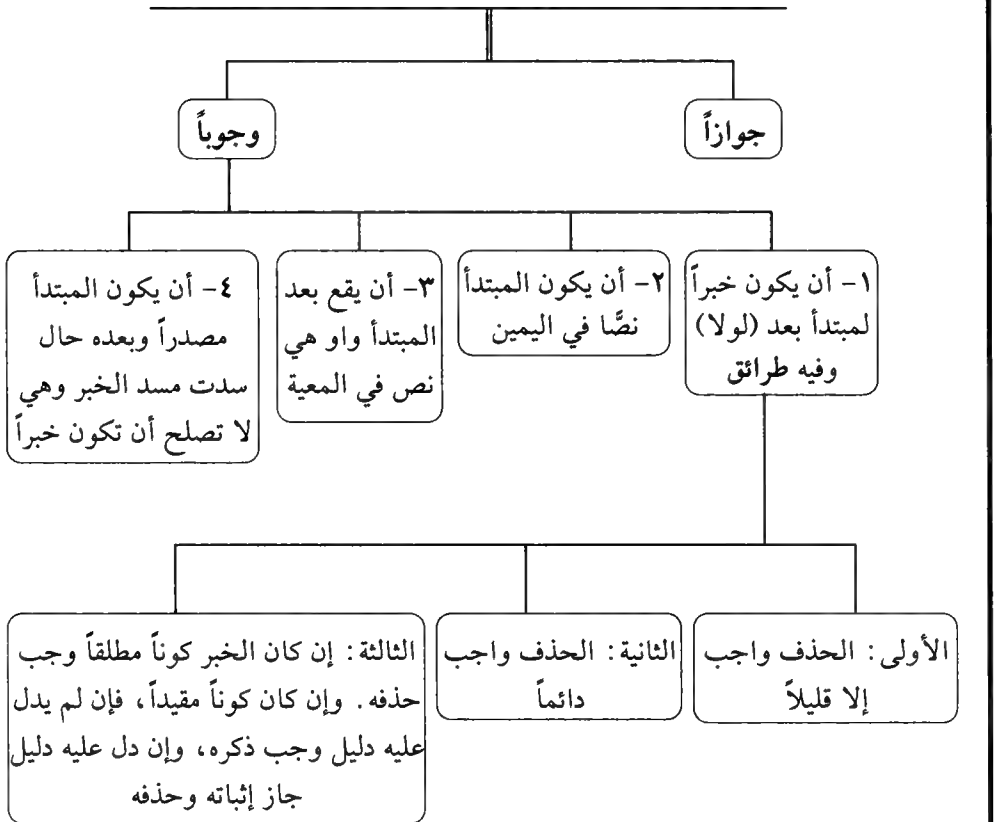 جوازاً
وجوباً
١- أن يكون خبراً
لمبتدأ بعد (لولا)
وفيه طرائق
٢- أن يكون المبتدأ
نصًّا في اليمين
٣- أن يقع بعد
المبتدأ واو هي
نص في المعية
٤- أن يكون المبتدأ
مصدراً وبعده حال
سدت مسد الخبر وهي
لا تصلح أن تكون خبراً
الأولى: الحذف واجب
إلا قليلاً
الثانية: الحذف واجب
دائماً
الثالثة: إن كان الخبر كوناً مطلقاً وجب
حذفه. وإن كان كوناً مقيداً، فإن لم يدل
عليه دليل وجب ذكره، وإن دل عليه دليل
جاز إثباته وحذفه